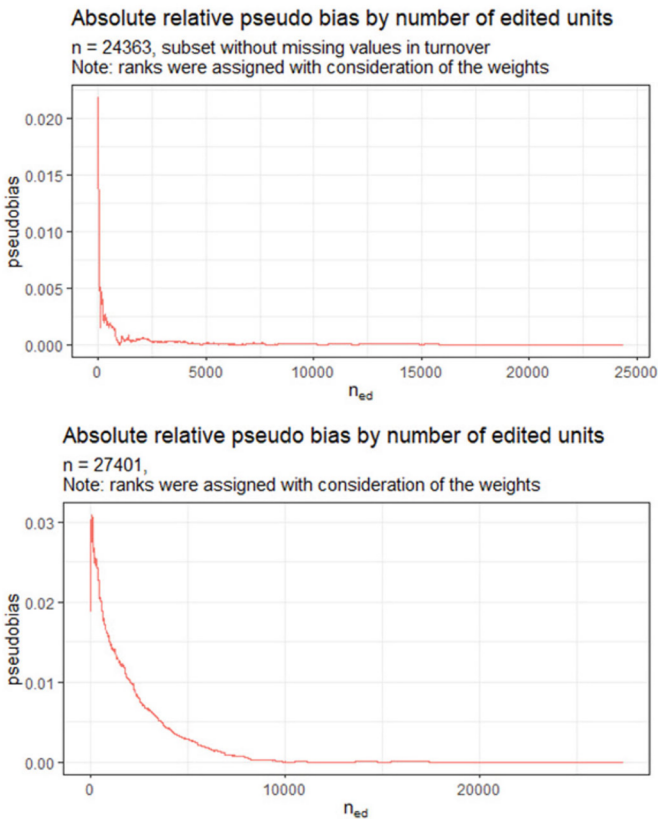 Absolute relative pseudo bias by number of edited units
n = 24363, subset without missing values in turnover
Note: ranks were assigned with consideration of the weights
0.020
0.015
0.010
0.005
0.000
pseudobias
0 5000 10000 15000 20000 25000
n_ed
Absolute relative pseudo bias by number of edited units
n = 27401,
Note: ranks were assigned with consideration of the weights
0.03
0.02
0.01
0.00
pseudobias
0 10000 20000
n_ed